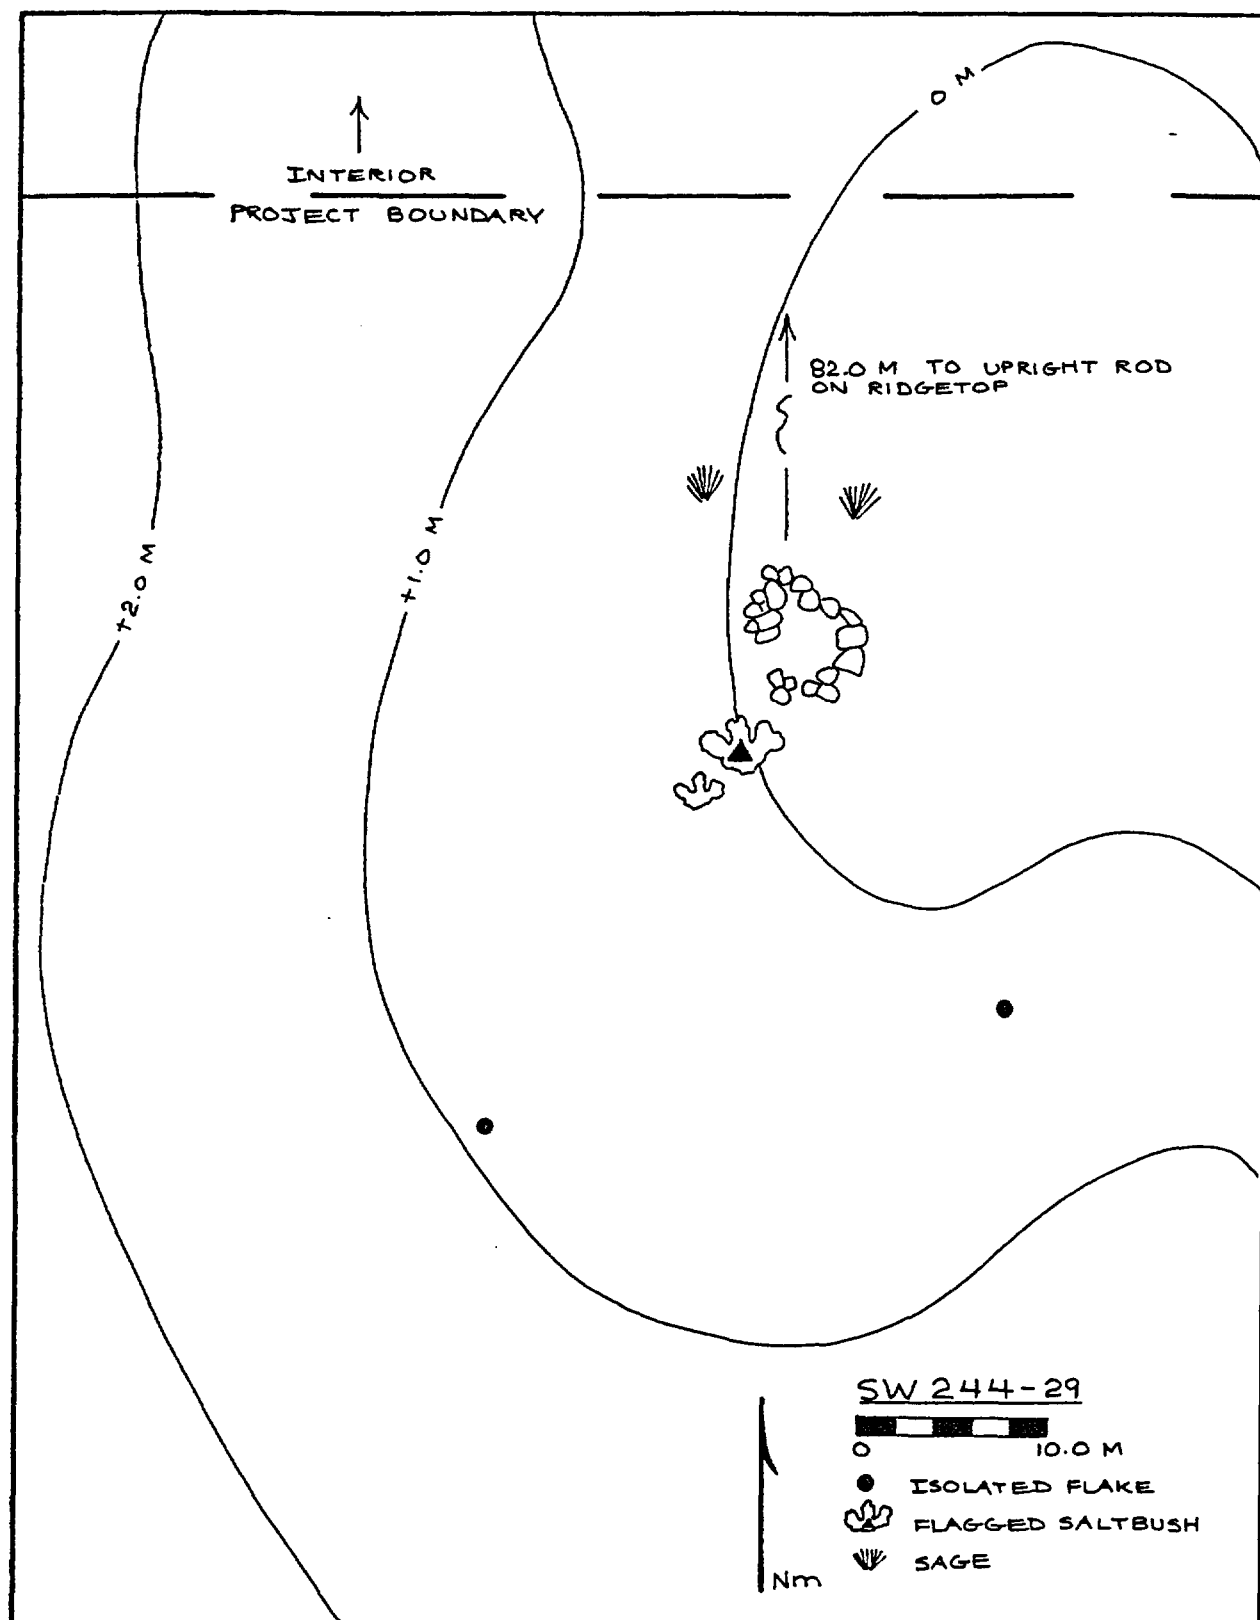 0 M
INTERIOR
PROJECT BOUNDARY
82.0 M TO UPRIGHT ROD
ON RIDGETOP
+2.0 M
+1.0 M
SW 244-29
0 10.0 M
ISOLATED FLAKE
FLAGGED SALTBUSH
SAGE
Nm